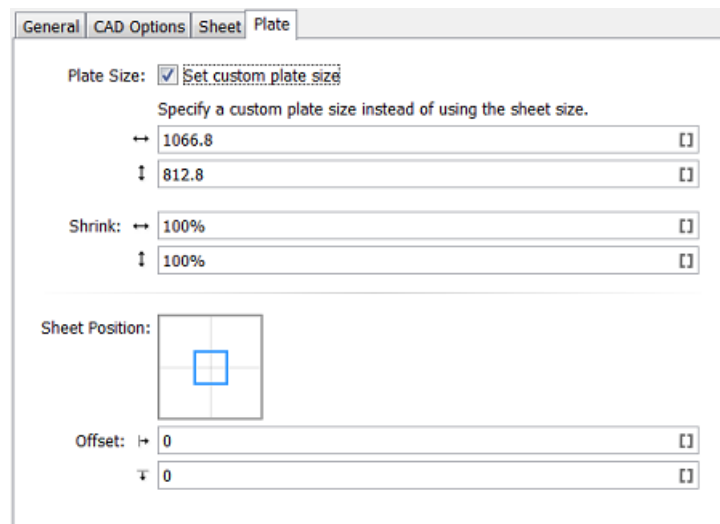 General CAD Options Sheet Plate
Plate Size: Set custom plate size
Specify a custom plate size instead of using the sheet size.
1066.8 []
812.8 []
Shrink: 100% []
100% []
Sheet Position:
Offset: 0 []
0 []